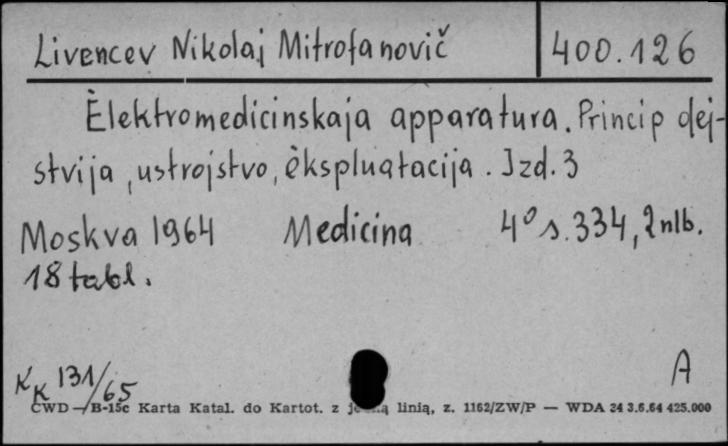 Livencev Nikolaj Mitrofanovič 400.126
Èlektromedicinskaja apparatura. Princip dej-
stvija, ustrojstvo, èkspluatacija. Izd. 3
Moskva 1964 Medicina 4° s. 334, 2 nlb.
18 tabl.
A
KK 131/65
CWD — B-15c Karta Katal. do Kartot. z linią, z. 1162/ZW/P — WDA 24 3.6.64 425.000